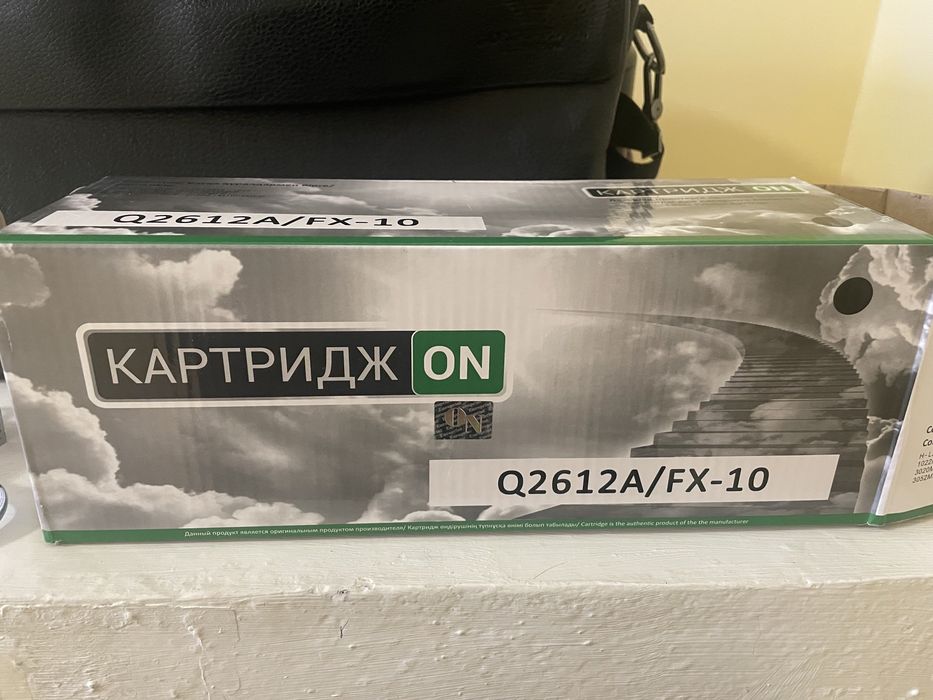 КАРТРИДЖ ON
Q2612A/FX-10
КАРТРИДЖ ON
ON
Q2612A/FX-10
Данный продукт является оригинальным продуктом производителя/ Картридж өндірушінің түпнұсқа өнімі болып табылады/ Cartridge is the authentic product of the the manufacturer